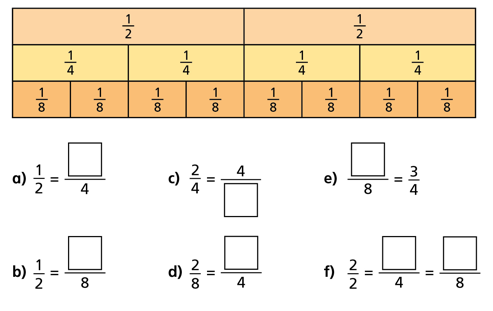 1/2 1/2
1/4 1/4 1/4 1/4
1/8 1/8 1/8 1/8 1/8 1/8 1/8 1/8
a) 1/2 = □/4
c) 2/4 = 4/□
e) □/8 = 3/4
b) 1/2 = □/8
d) 2/8 = □/4
f) 2/2 = □/4 = □/8